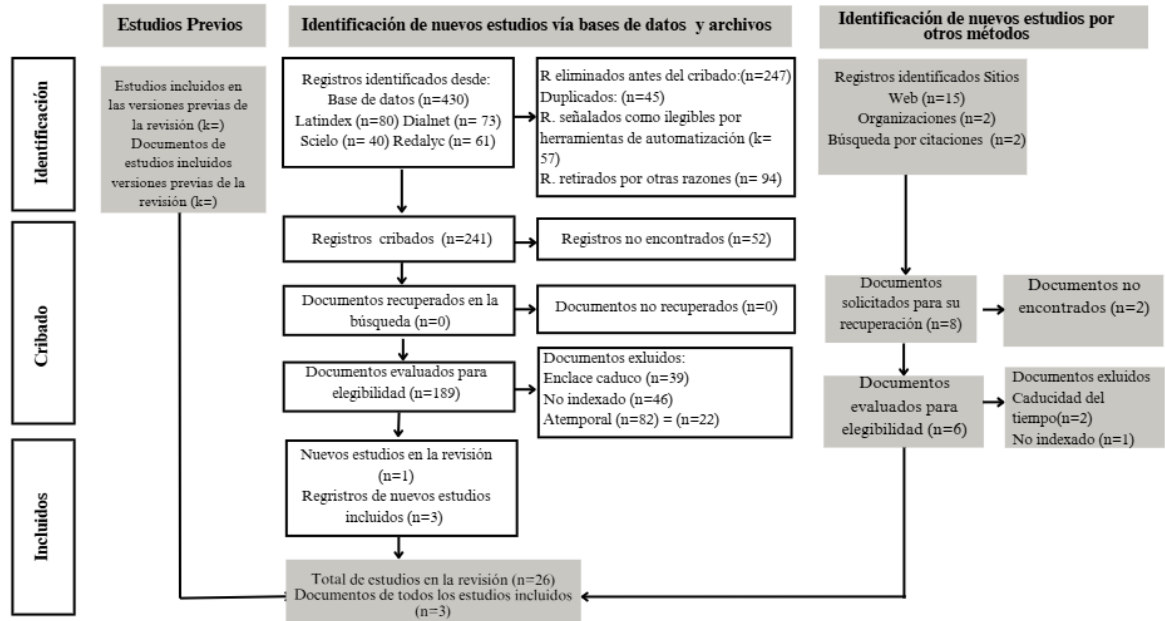 Estudios Previos
Identificación de nuevos estudios vía bases de datos y archivos
Identificación de nuevos estudios por
otros métodos
Identificación
Estudios incluidos en
las versiones previas de
la revisión (k=)
Documentos de
estudios incluidos
versiones previas de la
revisión (k=)
Registros identificados desde:
Base de datos (n=430)
Latindex (n=80) Dialnet (n= 73)
Scielo (n= 40) Redalyc (n= 61)
R eliminados antes del cribado:(n=247)
Duplicados: (n=45)
R. señalados como ilegibles por
herramientas de automatización (k=
57)
R. retirados por otras razones (n= 94)
Registros identificados Sitios
Web (n=15)
Organizaciones (n=2)
Búsqueda por citaciones (n=2)
Cribado
Registros cribados (n=241)
Registros no encontrados (n=52)
Documentos recuperados en la
búsqueda (n=0)
Documentos no recuperados (n=0)
Documentos
solicitados para su
recuperación (n=8)
Documentos no
encontrados (n=2)
Documentos evaluados para
elegibilidad (n=189)
Documentos exluidos:
Enclace caduco (n=39)
No indexado (n=46)
Atemporal (n=82) = (n=22)
Documentos
evaluados para
elegibilidad (n=6)
Documentos exluidos
Caducidad del
tiempo(n=2)
No indexado (n=1)
Incluidos
Nuevos estudios en la revisión
(n=1)
Regristros de nuevos estudios
incluidos (n=3)
Total de estudios en la revisión (n=26)
Documentos de todos los estudios incluidos
(n=3)